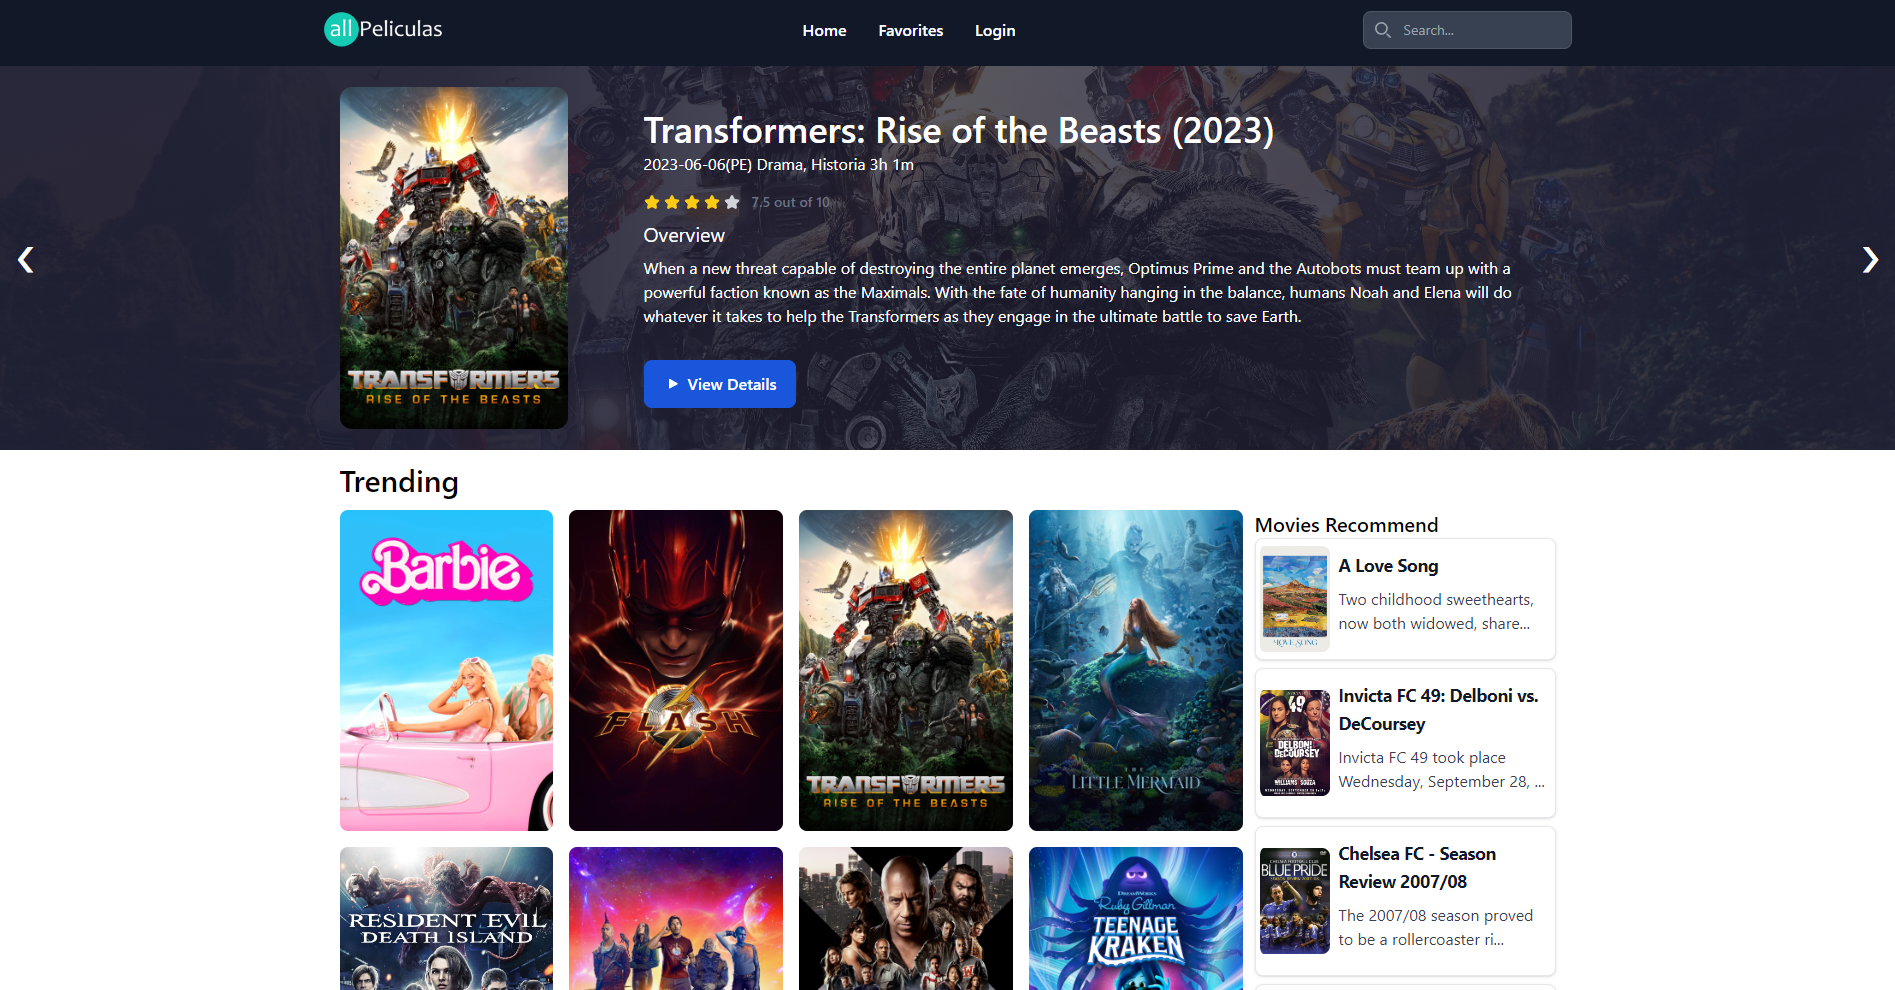 allPeliculas
Home
Favorites
Login
Search...
Transformers: Rise of the Beasts (2023)
2023-06-06(PE) Drama, Historia 3h 1m
7.5 out of 10
Overview
When a new threat capable of destroying the entire planet emerges, Optimus Prime and the Autobots must team up with a
powerful faction known as the Maximals. With the fate of humanity hanging in the balance, humans Noah and Elena will do
whatever it takes to help the Transformers as they engage in the ultimate battle to save Earth.
View Details
TRANSFORMERS
RISE OF THE BEASTS
Trending
Barbie
FLASH
TRANSFORMERS
RISE OF THE BEASTS
THE
LITTLE MERMAID
RESIDENT EVIL
DEATH ISLAND
DREAMWORKS
Ruby Gillman
TEENAGE
KRAKEN
Movies Recommend
A Love Song
Two childhood sweethearts,
now both widowed, share...
49
DELBONI
DECOURSEY
WILLIAMS SOUZA
Invicta FC 49: Delboni vs.
DeCoursey
Invicta FC 49 took place
Wednesday, September 28, ...
BLUE PRIDE
Chelsea FC - Season
Review 2007/08
The 2007/08 season proved
to be a rollercoaster ri...